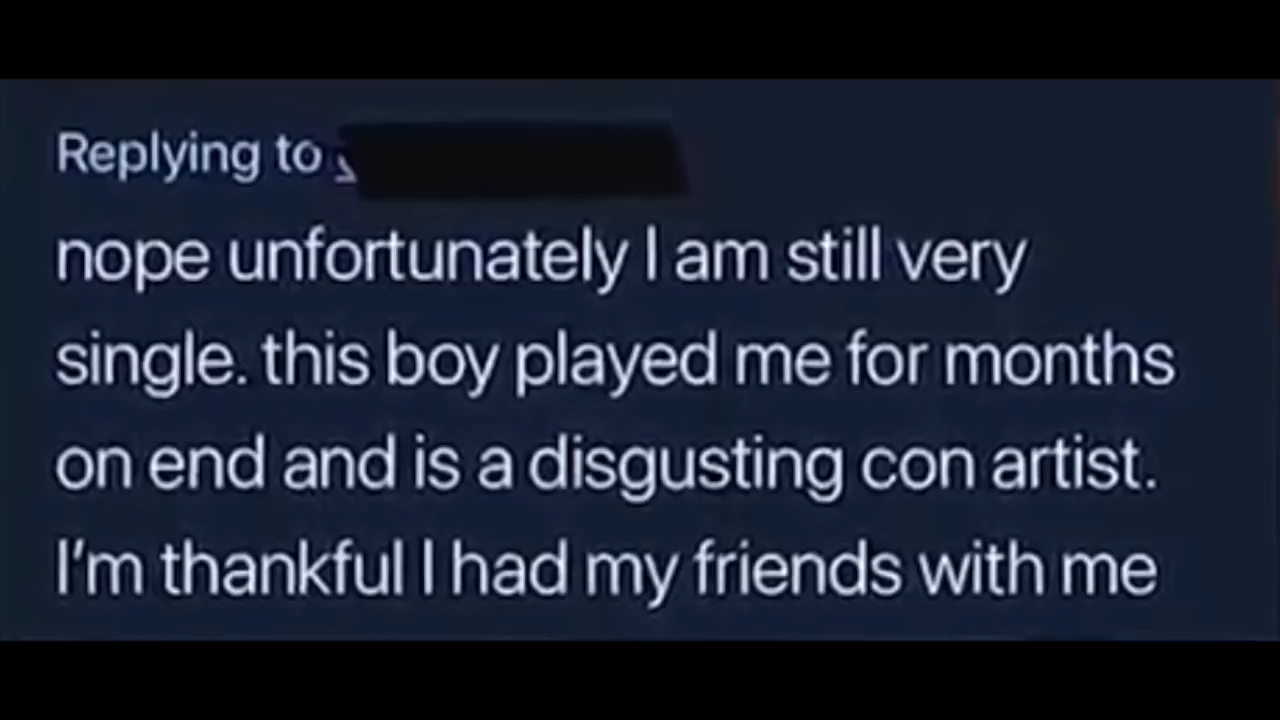 Replying to
nope unfortunately I am still very
single. this boy played me for months
on end and is a disgusting con artist.
I'm thankful I had my friends with me